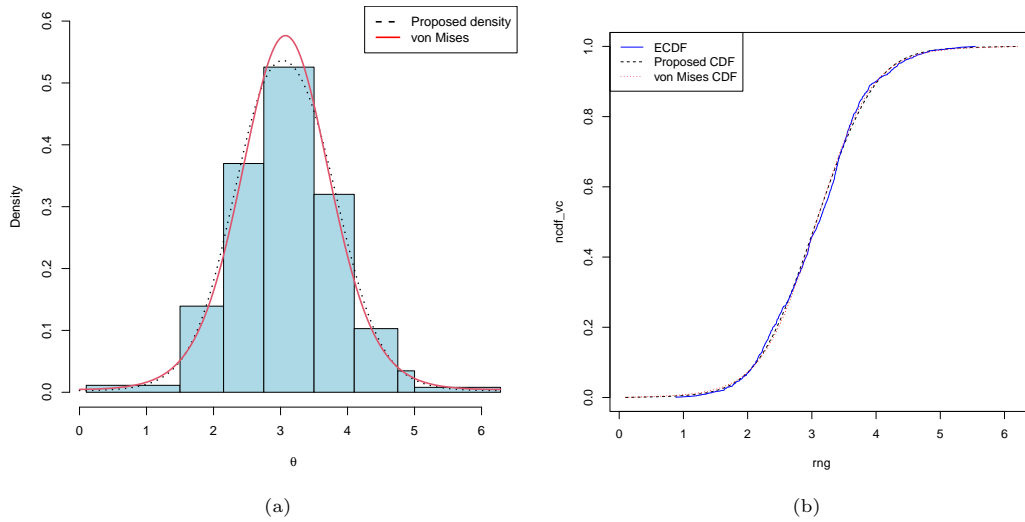 Proposed density
von Mises
Density
0.0
0.1
0.2
0.3
0.4
0.5
0.6
0 1 2 3 4 5 6
θ
(a)
ECDF
Proposed CDF
von Mises CDF
ncdf_vc
0.0
0.2
0.4
0.6
0.8
1.0
0 1 2 3 4 5 6
rng
(b)